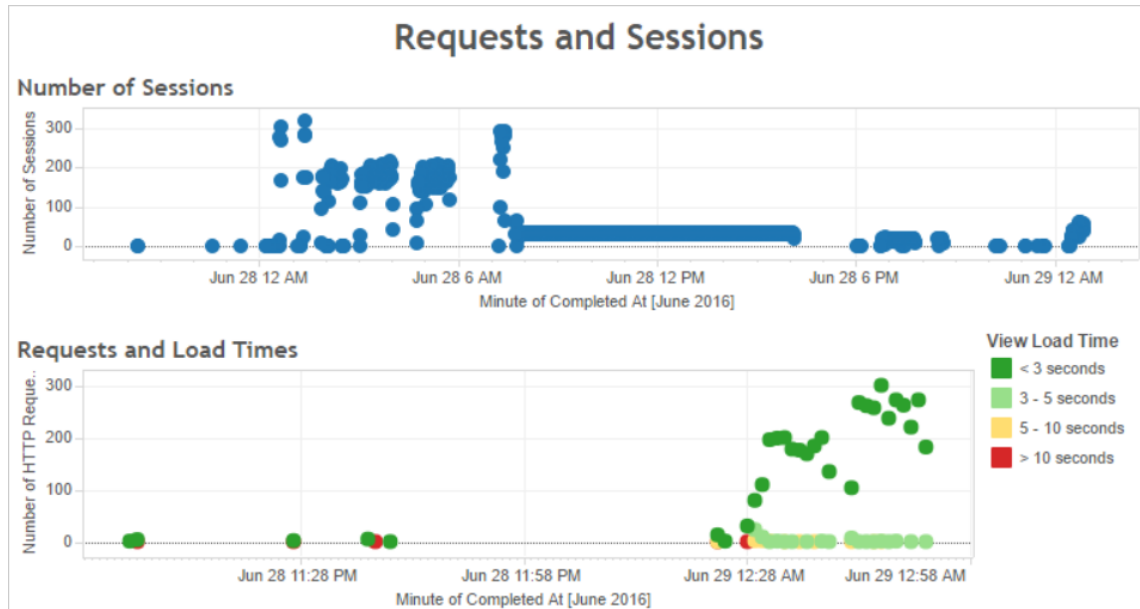 Requests and Sessions
Number of Sessions
Number of Sessions
300
200
100
0
Jun 28 12 AM Jun 28 6 AM Jun 28 12 PM Jun 28 6 PM Jun 29 12 AM
Minute of Completed At [June 2016]
Requests and Load Times
Number of HTTP Reque..
300
200
100
0
Jun 28 11:28 PM Jun 28 11:58 PM Jun 29 12:28 AM Jun 29 12:58 AM
Minute of Completed At [June 2016]
View Load Time
< 3 seconds
3 - 5 seconds
5 - 10 seconds
> 10 seconds